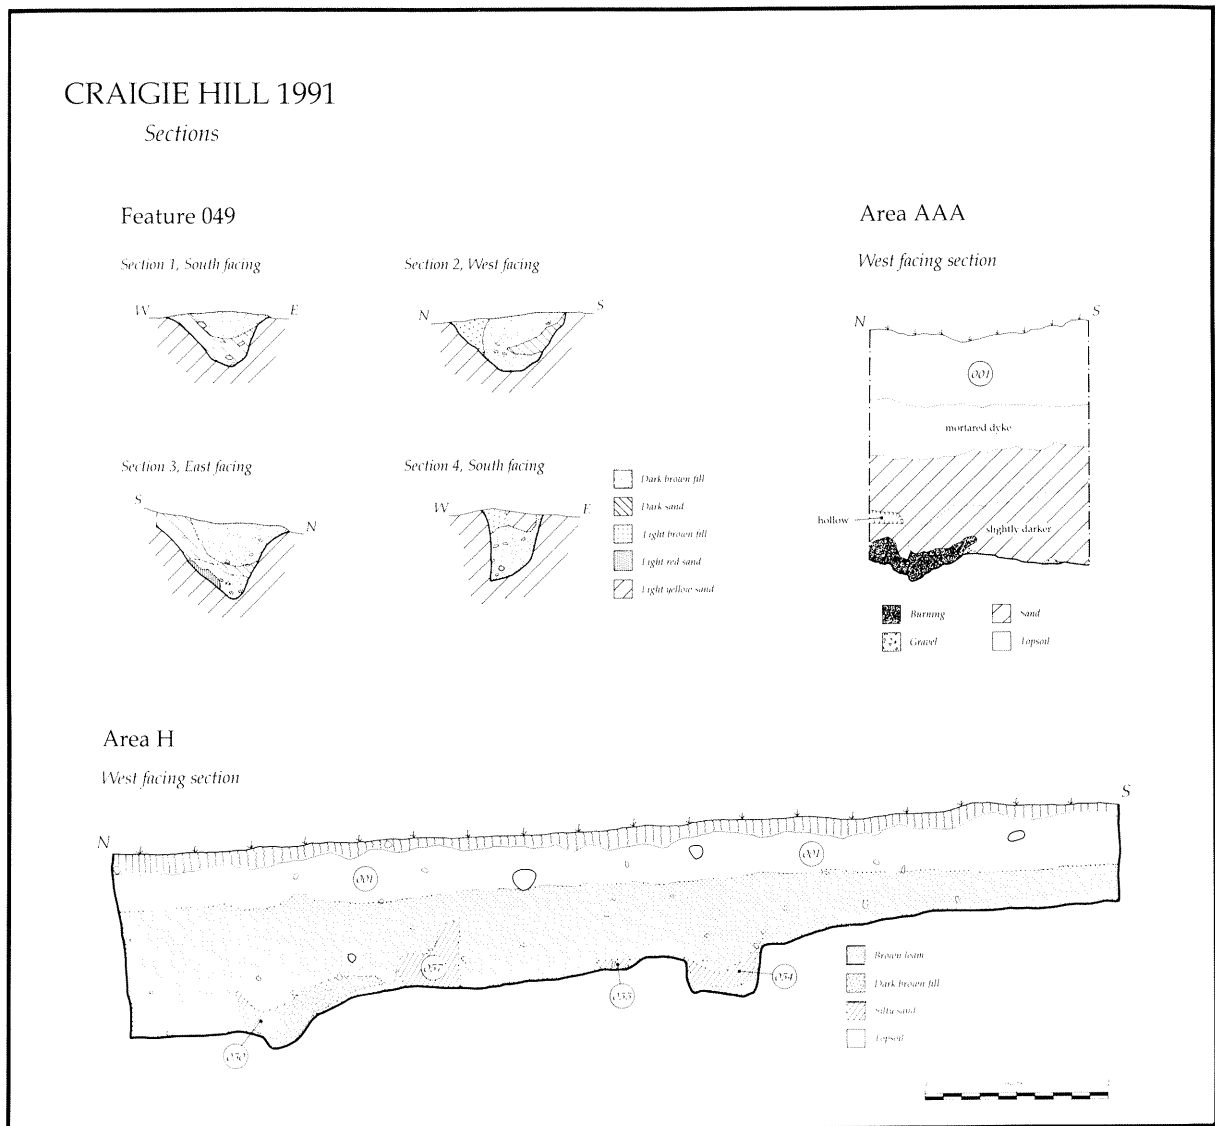 CRAIGIE HILL 1991
Sections
Feature 049
Section 1, South facing
W
E
Section 2, West facing
N
S
Section 3, East facing
S
N
Section 4, South facing
W
E
Dark brown fill
Dark sand
Light brown fill
Light red sand
Light yellow sand
Area AAA
West facing section
N
S
001
mortared dyke
hollow
slightly darker
Burning
Sand
Gravel
Topsoil
Area H
West facing section
N
S
001
001
057
054
Brown loam
Dark brown fill
Silty sand
Topsoil